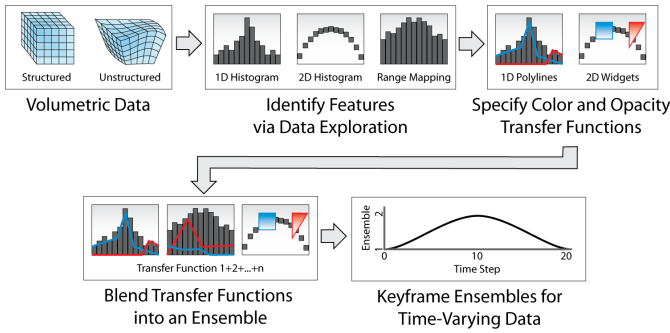 Structured
Unstructured
Volumetric Data
1D Histogram
2D Histogram
Range Mapping
Identify Features
via Data Exploration
1D Polylines
2D Widgets
Specify Color and Opacity
Transfer Functions
Transfer Function 1+2+...+n
Blend Transfer Functions
into an Ensemble
Ensemble
2
1
0
10
20
Time Step
Keyframe Ensembles for
Time-Varying Data